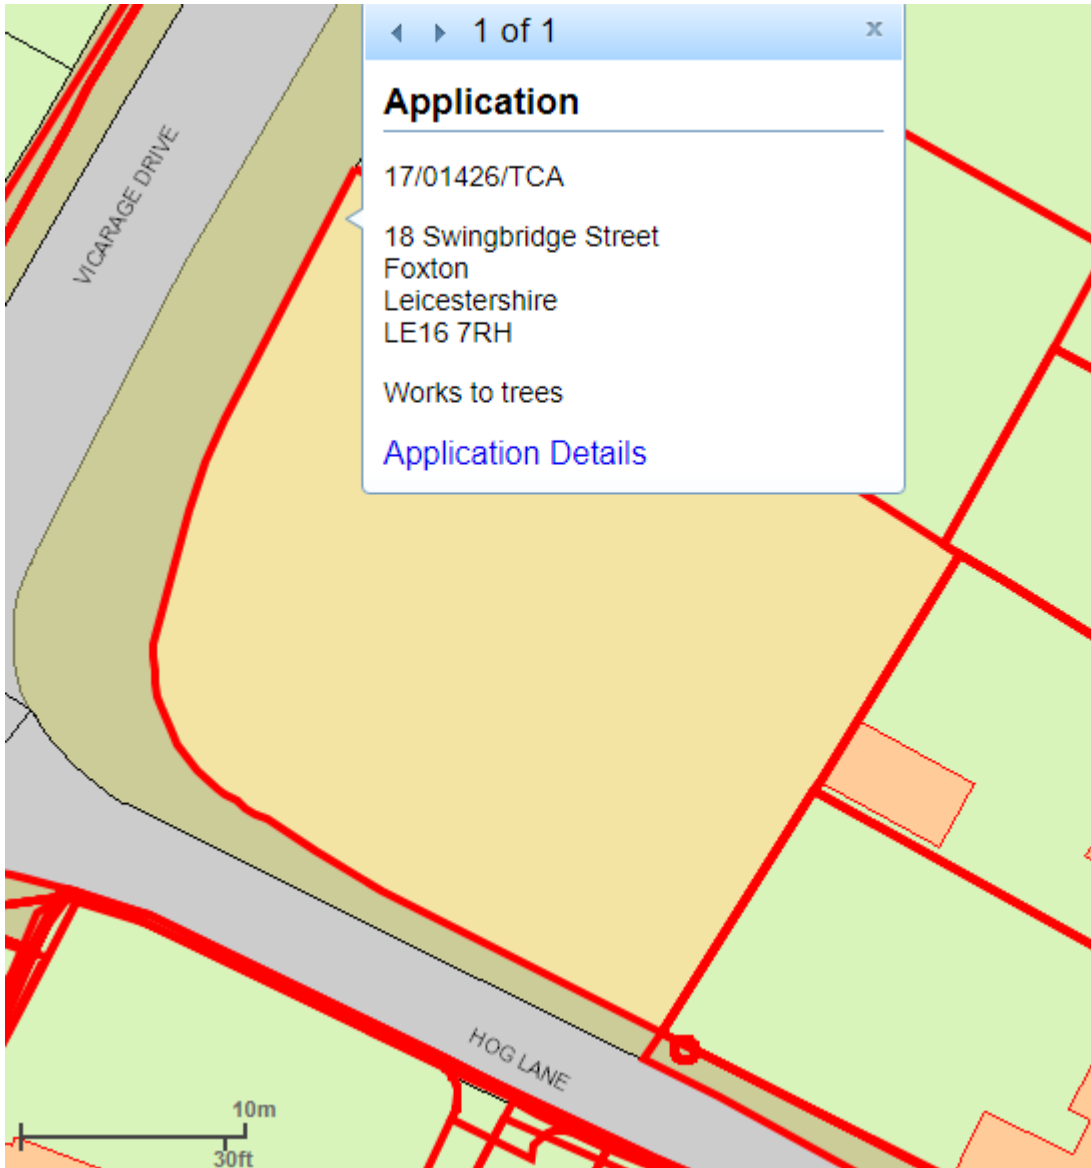 1 of 1
x
Application
17/01426/TCA
18 Swingbridge Street
Foxton
Leicestershire
LE16 7RH
Works to trees
Application Details
VICARAGE DRIVE
HOG LANE
10m
30ft